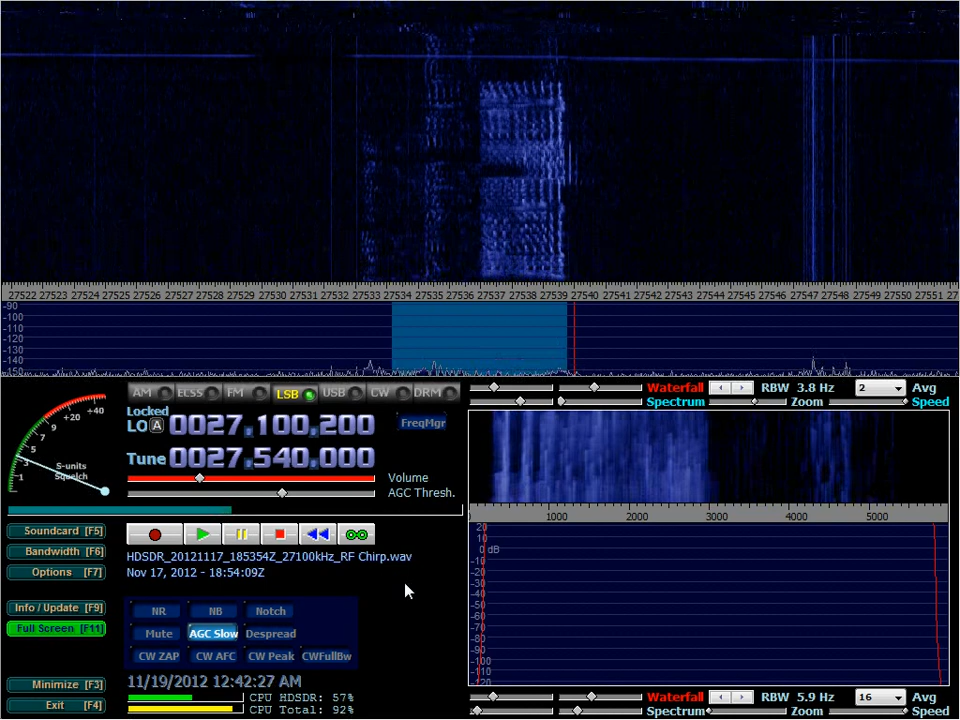 27522 27523 27524 27525 27526 27527 27528 27529 27530 27531 27532 27533 27534 27535 27536 27537 27538 27539 27540 27541 27542 27543 27544 27545 27546 27547 27548 27549 27550 27551 27
-90
-100
-110
-120
-130
-140
-150
AM ECSS FM LSB USB CW DRM
Waterfall RBW 3.8 Hz 2 Avg
Spectrum Zoom Speed
+40
+20
9
7
5
3
1
S-units
Squelch
Locked
LO A 0027.100.200 FreqMgr
Tune 0027.540.000
Volume
AGC Thresh.
1000 2000 3000 4000 5000
20
10
0 dB
-10
-20
-30
-40
-50
-60
-70
-80
-90
-100
-110
-120
Soundcard [F5]
Bandwidth [F6]
Options [F7]
HDSDR_20121117_185354Z_27100kHz_RF Chirp.wav
Nov 17, 2012 - 18:54:09Z
Info / Update [F9]
Full Screen [F11]
NR NB Notch
Mute AGC Slow Despread
CW ZAP CW AFC CW Peak CWFullBw
Minimize [F3]
Exit [F4]
11/19/2012 12:42:27 AM
CPU HDSDR: 57%
CPU Total: 92%
Waterfall RBW 5.9 Hz 16 Avg
Spectrum Zoom Speed